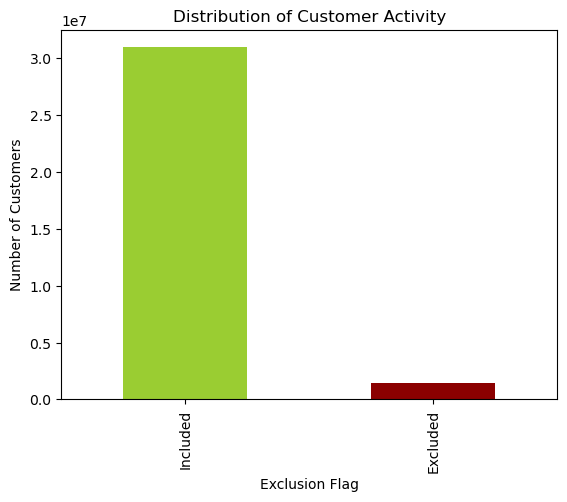 Distribution of Customer Activity
1e7
3.0
2.5
2.0
1.5
1.0
0.5
0.0
Number of Customers
Included
Excluded
Exclusion Flag